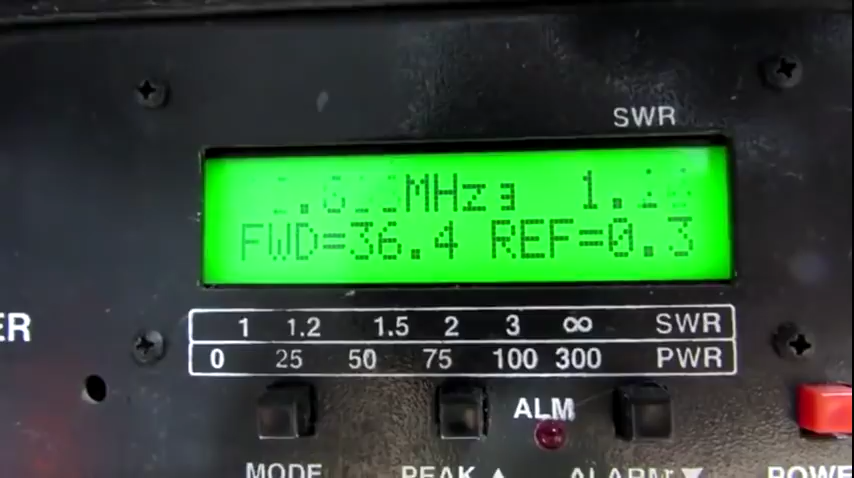 SWR
MHz 1.
FWD=36.4 REF=0.3
1 1.2 1.5 2 3 ∞ SWR
0 25 50 75 100 300 PWR
ALM
MODE PEAK ▲ ▼